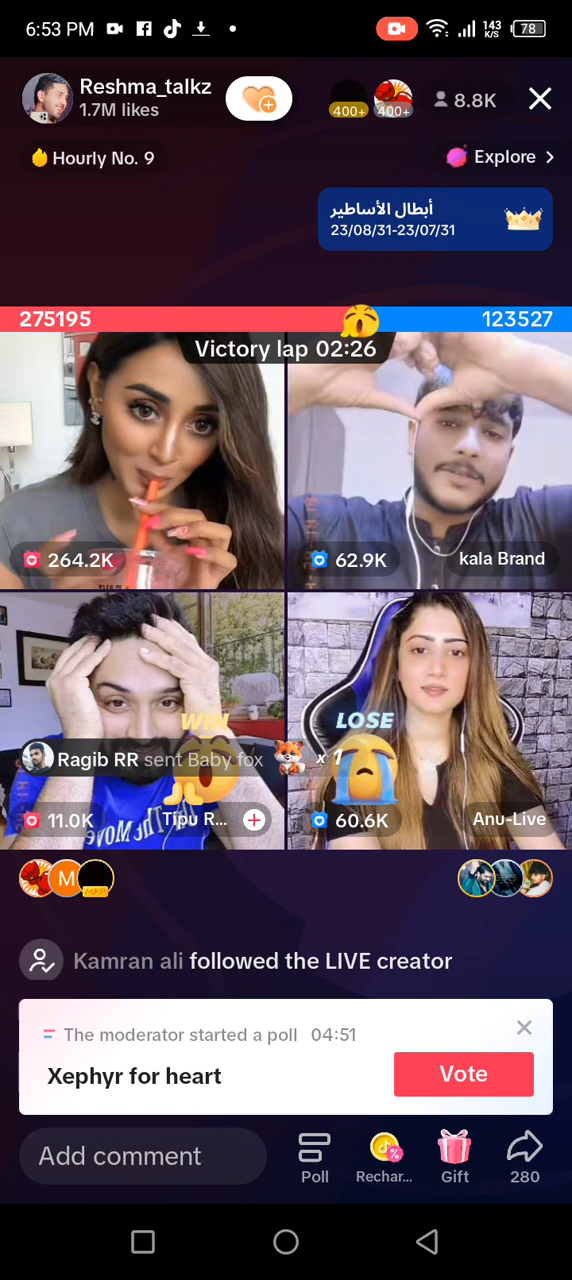 6:53 PM
143
K/S
78
Reshma_talkz
1.7M likes
400+
400+
8.8K
Hourly No. 9
Explore
أبطال الأساطير
23/08/31-23/07/31
275195
123527
Victory lap 02:26
264.2K
62.9K
kala Brand
WIN
LOSE
Ragib RR sent Baby fox
x 1
11.0K
Tipu R...
60.6K
Anu-Live
M
Kamran ali followed the LIVE creator
The moderator started a poll 04:51
Xephyr for heart
Vote
Add comment
Poll
Rechar...
Gift
280